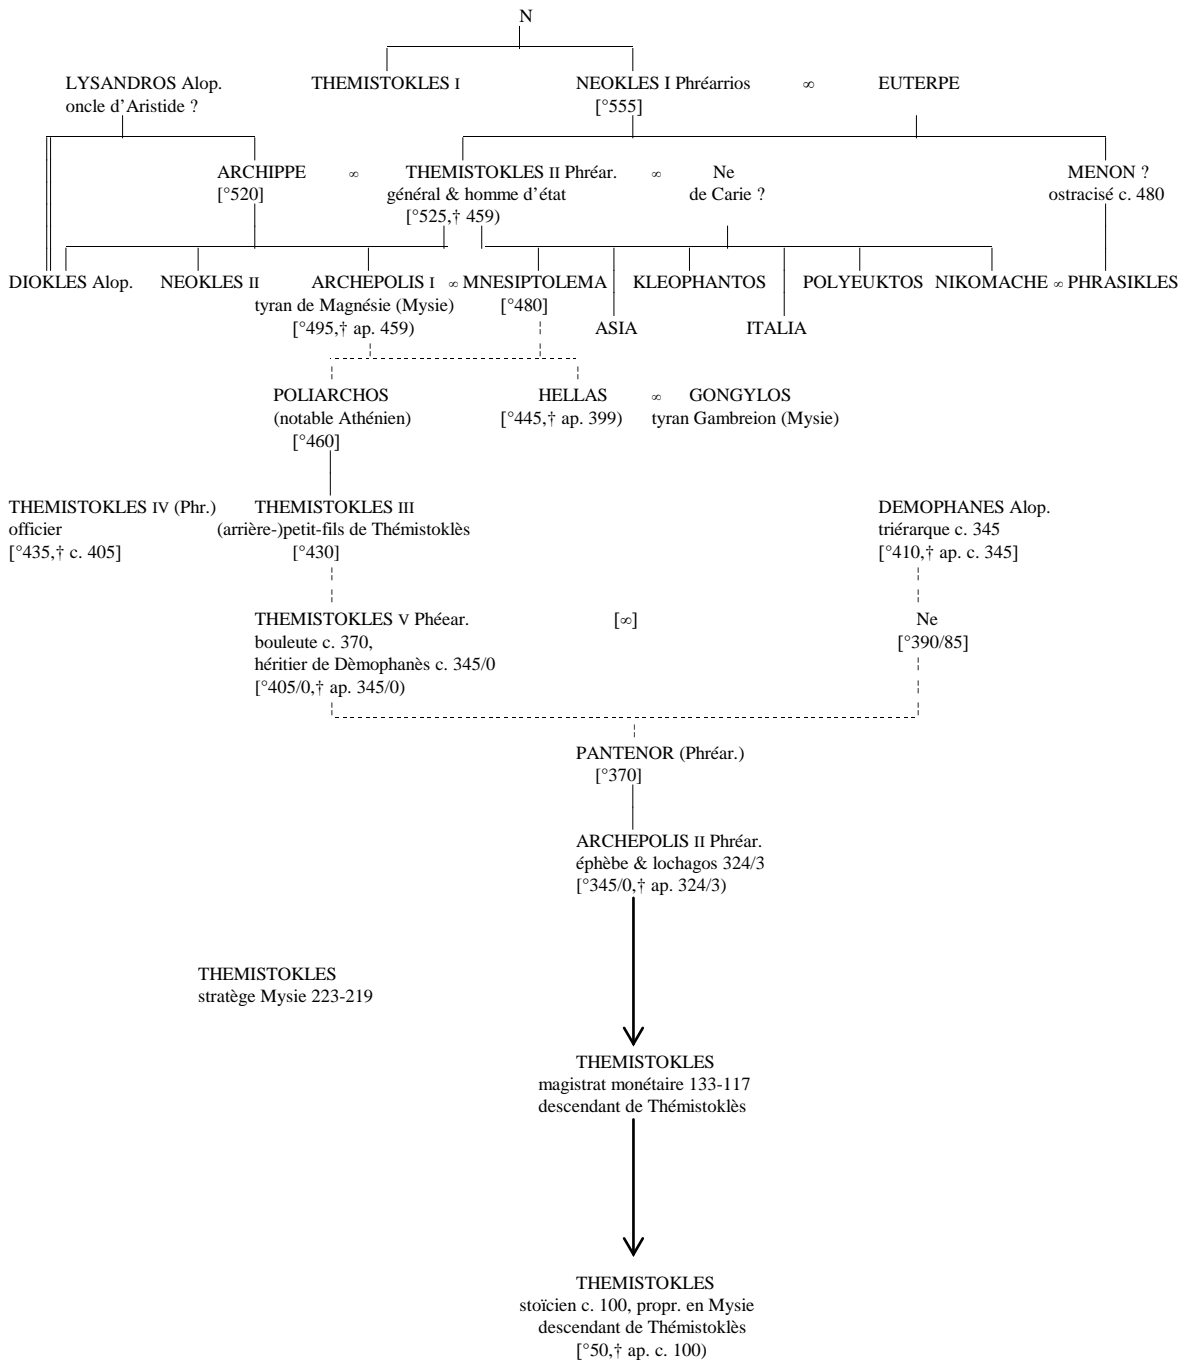 N
LYSANDROS Alop. THEMISTOKLES I NEOKLES I Phréarrios ∞ EUTERPE
oncle d'Aristide ? [°555]
ARCHIPPE ∞ THEMISTOKLES II Phréar. ∞ Ne MENON ?
[°520] général & homme d'état de Carie ? ostracisé c. 480
[°525,† 459)
DIOKLES Alop. NEOKLES II ARCHEPOLIS I ∞ MNESIPTOLEMA KLEOPHANTOS POLYEUKTOS NIKOMACHE ∞ PHRASIKLES
tyran de Magnésie (Mysie) [°480]
[°495,† ap. 459) ASIA ITALIA
POLIARCHOS HELLAS ∞ GONGYLOS
(notable Athénien) [°445,† ap. 399) tyran Gambreion (Mysie)
[°460]
THEMISTOKLES IV (Phr.) THEMISTOKLES III DEMOPHANES Alop.
officier (arrière-)petit-fils de Thémistoklès triérarque c. 345
[°435,† c. 405] [°430] [°410,† ap. c. 345]
THEMISTOKLES V Phéear. [∞] Ne
bouleute c. 370, [°390/85]
héritier de Dèmophanès c. 345/0
[°405/0,† ap. 345/0)
PANTENOR (Phréar.)
[°370]
ARCHEPOLIS II Phréar.
éphèbe & lochagos 324/3
[°345/0,† ap. 324/3)
THEMISTOKLES
stratège Mysie 223-219
THEMISTOKLES
magistrat monétaire 133-117
descendant de Thémistoklès
THEMISTOKLES
stoïcien c. 100, propr. en Mysie
descendant de Thémistoklès
[°50,† ap. c. 100)